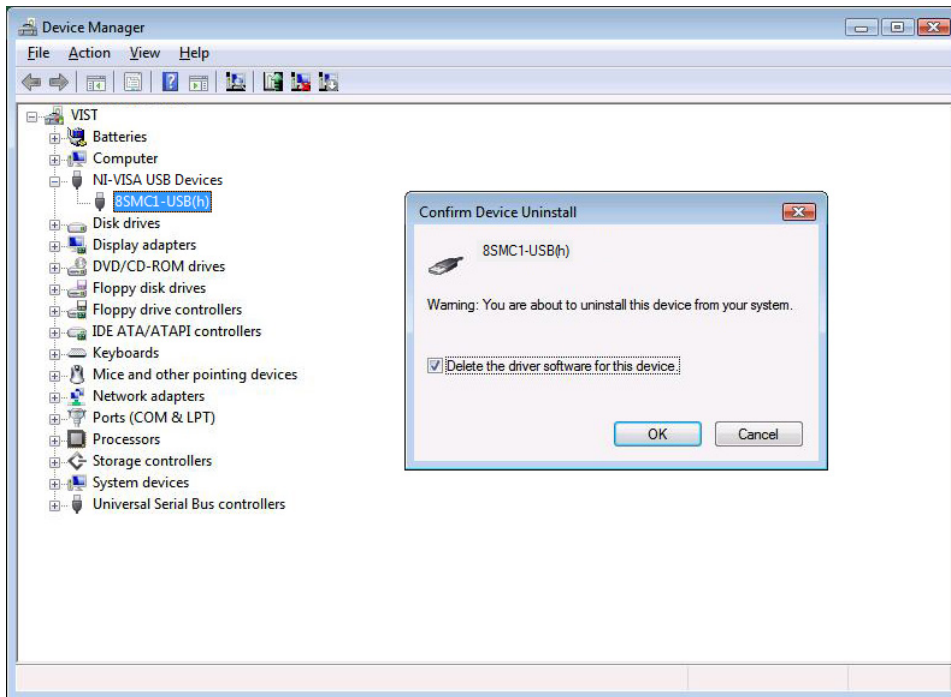 Device Manager
File Action View Help
VIST
Batteries
Computer
NI-VISA USB Devices
8SMC1-USB(h)
Disk drives
Display adapters
DVD/CD-ROM drives
Floppy disk drives
Floppy drive controllers
IDE ATA/ATAPI controllers
Keyboards
Mice and other pointing devices
Network adapters
Ports (COM & LPT)
Processors
Storage controllers
System devices
Universal Serial Bus controllers
Confirm Device Uninstall
8SMC1-USB(h)
Warning: You are about to uninstall this device from your system.
Delete the driver software for this device.
OK Cancel